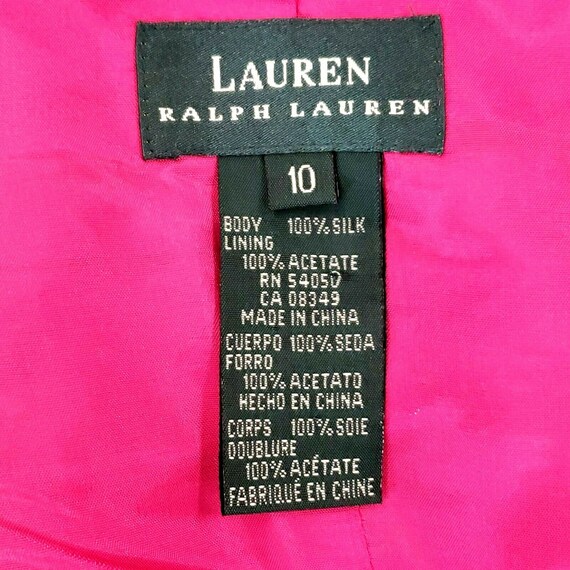 LAUREN
RALPH LAUREN
10
BODY 100% SILK
LINING
100% ACETATE
RN 54050
CA 08349
MADE IN CHINA
CUERPO 100% SEDA
FORRO
100% ACETATO
HECHO EN CHINA
CORPS 100% SOIE
DOUBLURE
100% ACÉTATE
FABRIQUÉ EN CHINE